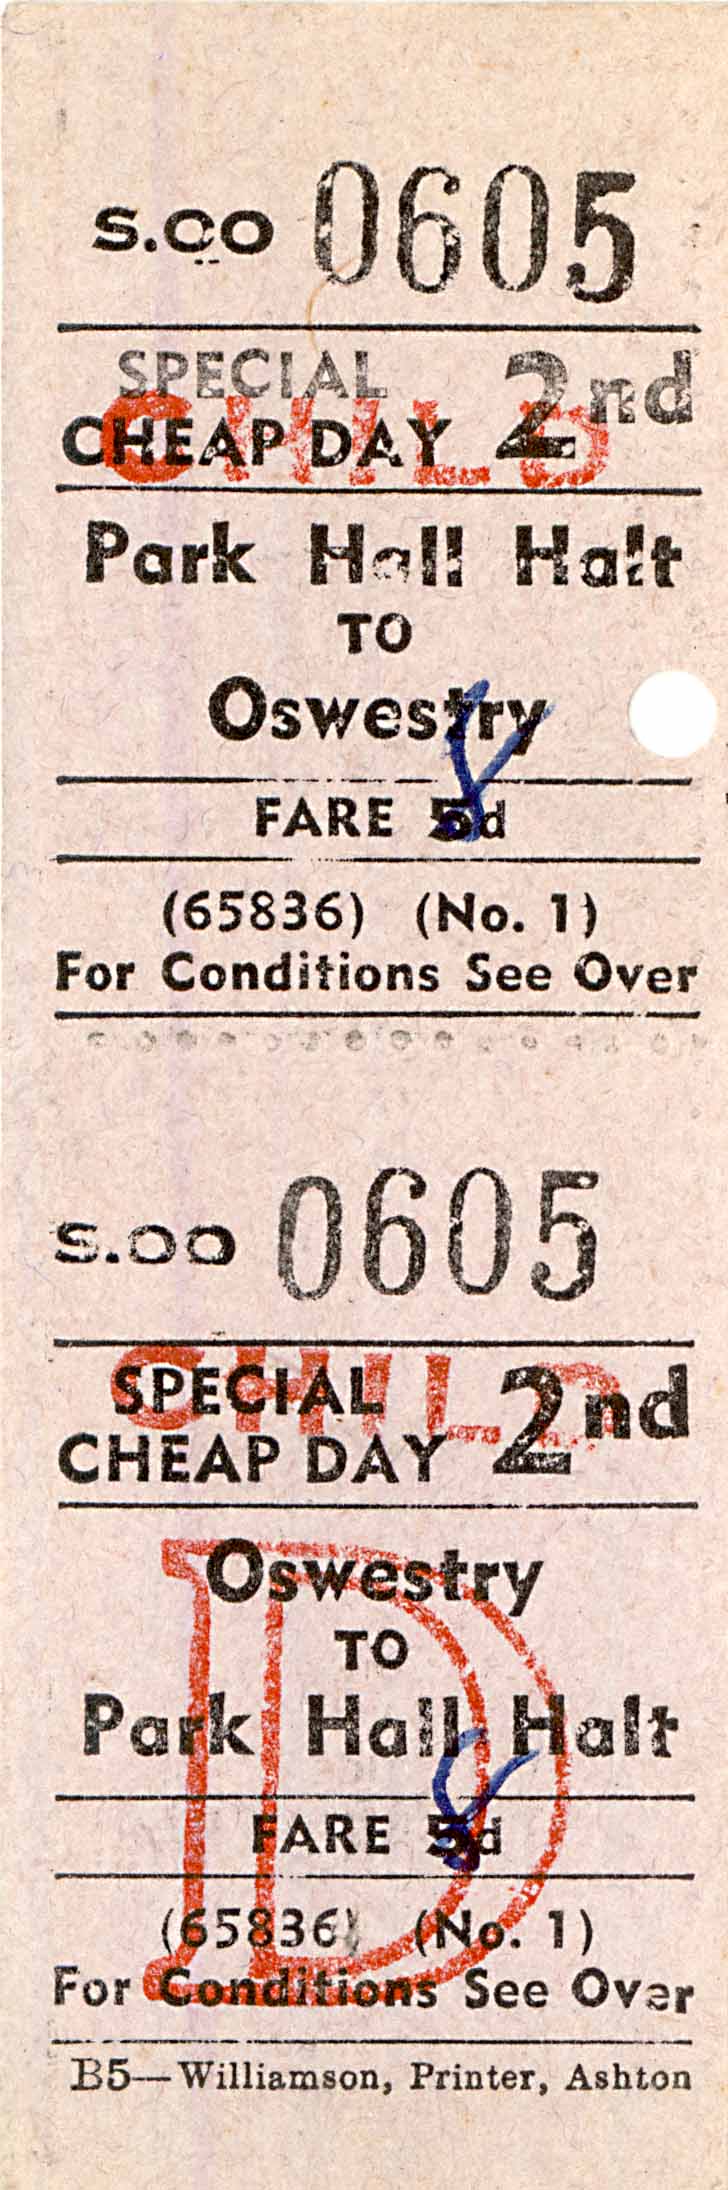 s.oo 0605
SPECIAL 2nd
CHILD
CHEAP DAY
Park Hall Halt
TO
Oswestry
FARE 5d
8
(65836) (No. 1)
For Conditions See Over
s.oo 0605
SPECIAL 2nd
CHILD
CHEAP DAY
Oswestry
TO
Park Hall Halt
D
FARE 5d
8
(65836) (No. 1)
For Conditions See Over
B5—Williamson, Printer, Ashton